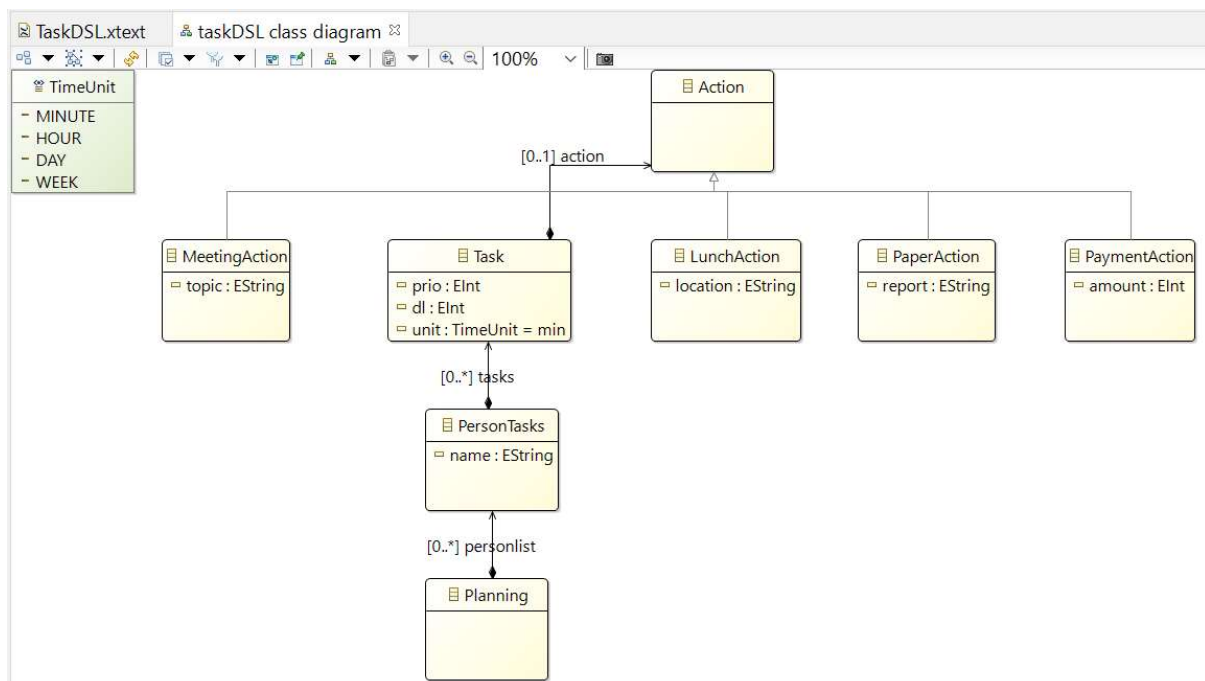 TaskDSL.xtext
taskDSL class diagram
100%
TimeUnit
MINUTE
HOUR
DAY
WEEK
Action
[0..1] action
MeetingAction
topic : EString
Task
prio : EInt
dl : EInt
unit : TimeUnit = min
LunchAction
location : EString
PaperAction
report : EString
PaymentAction
amount : EInt
[0..*] tasks
PersonTasks
name : EString
[0..*] personlist
Planning